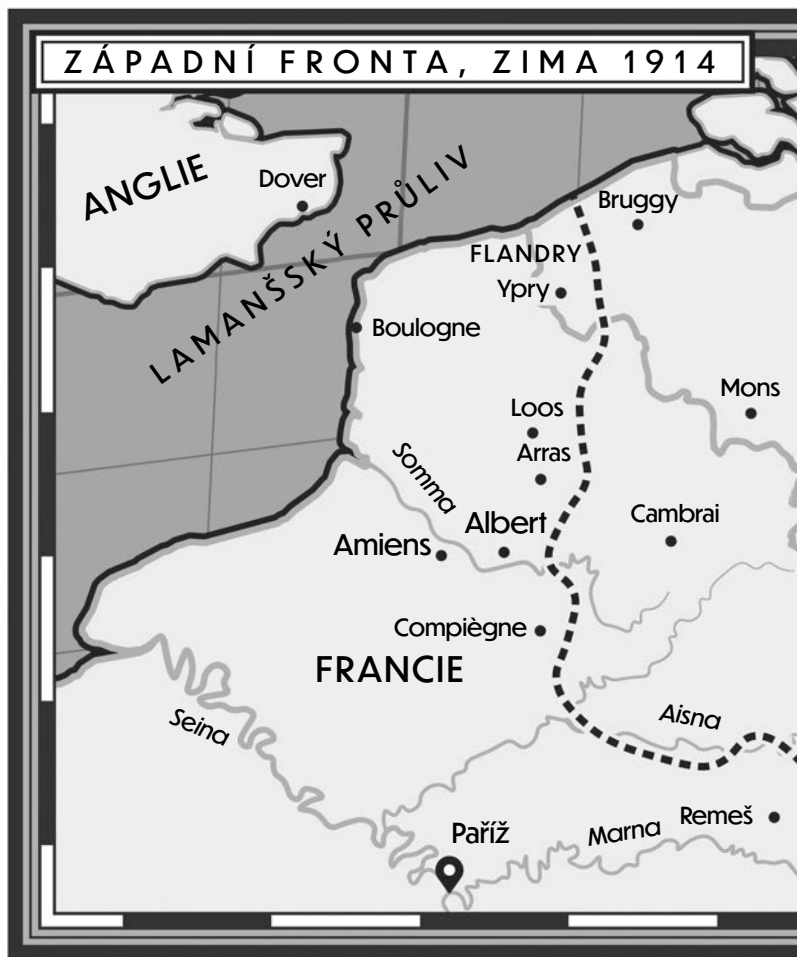 ZÁPADNÍ FRONTA, ZIMA 1914
ANGLIE
Dover
LAMANŠSSKÝ PRŮLIV
Bruggy
FLANDRY
Ypry
Boulogne
Mons
Loos
Arras
Somma
Albert
Cambrai
Amiens
Compiègne
FRANCIE
Seina
Aisna
Remeš
Paříž
Marna